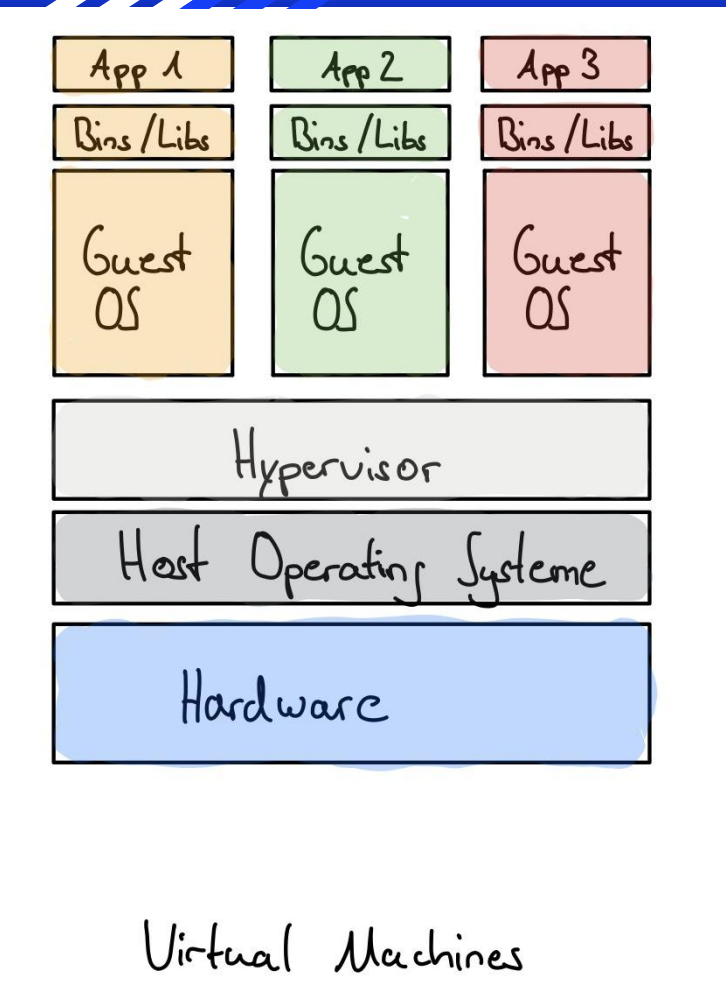 App 1
App 2
App 3
Bins/Libs
Bins/Libs
Bins/Libs
Guest
OS
Guest
OS
Guest
OS
Hypervisor
Host Operating Systeme
Hardware
Virtual Machines